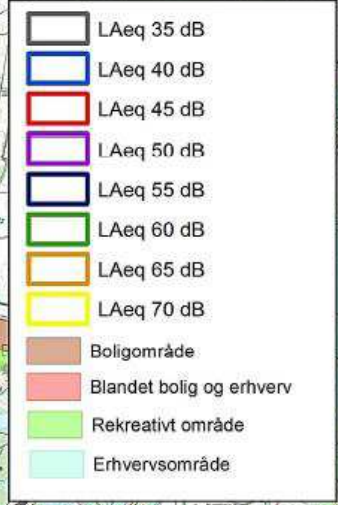 LAeq 35 dB
LAeq 40 dB
LAeq 45 dB
LAeq 50 dB
LAeq 55 dB
LAeq 60 dB
LAeq 65 dB
LAeq 70 dB
Boligområde
Blandet bolig og erhverv
Rekreativt område
Erhvervsområde